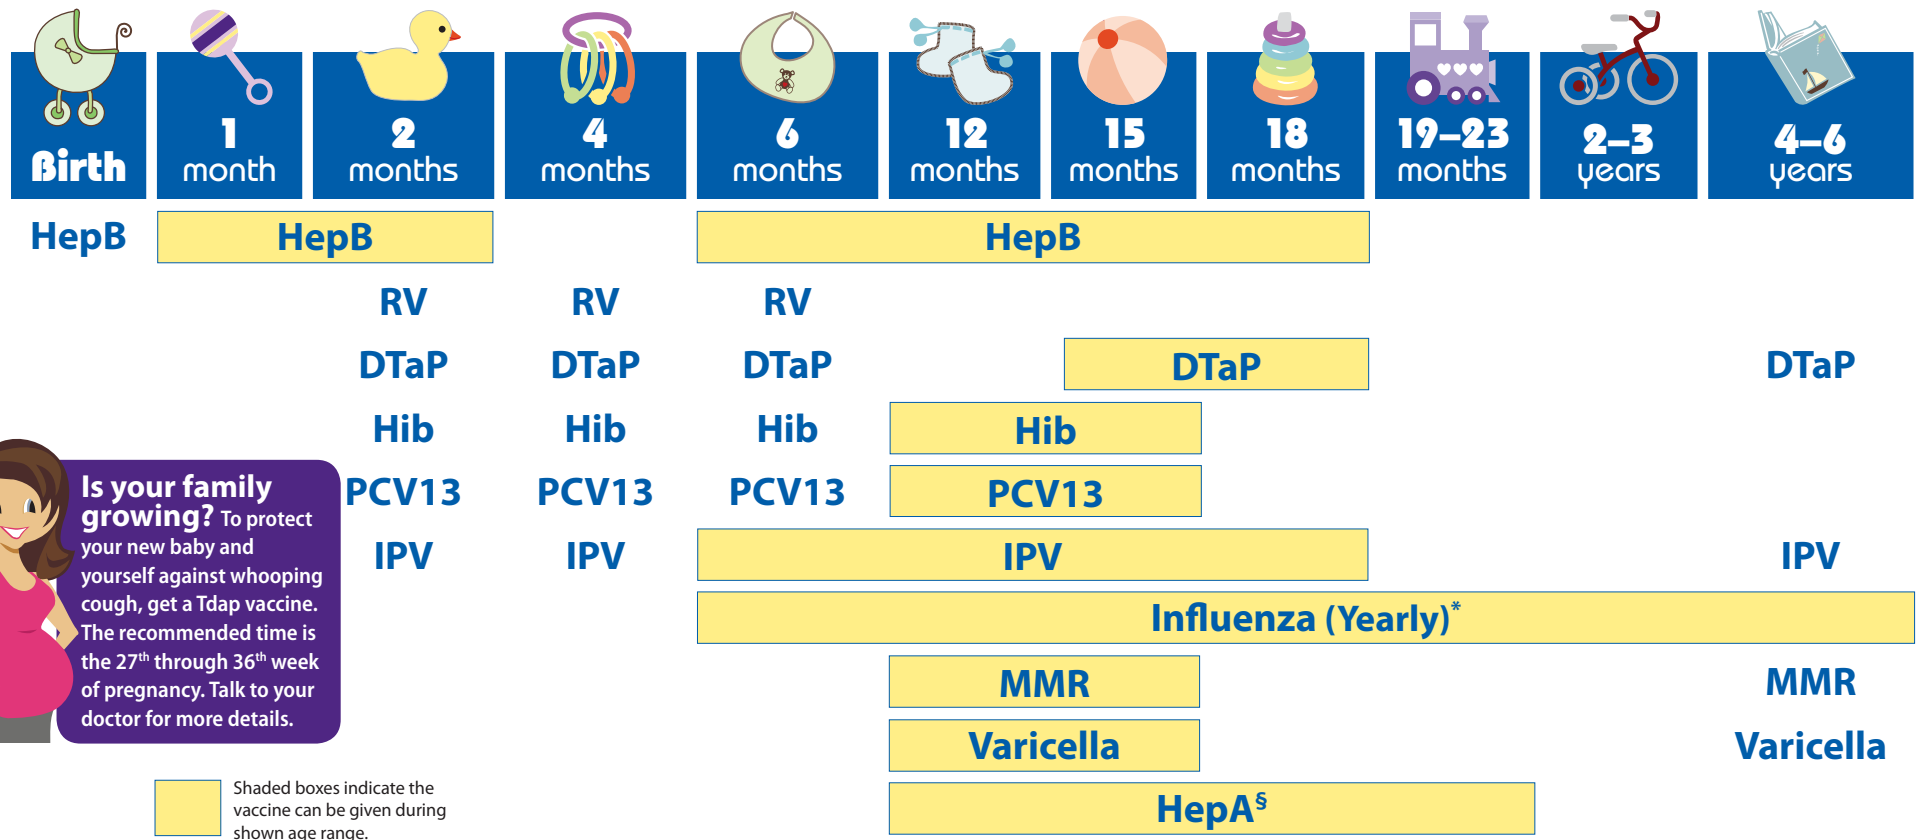 Birth
1
month
2
months
4
months
6
months
12
months
15
months
18
months
19–23
months
2–3
years
4–6
years
HepB HepB HepB
RV RV RV
DTaP DTaP DTaP DTaP DTaP
Hib Hib Hib Hib
PCV13 PCV13 PCV13 PCV13
IPV IPV IPV IPV
Influenza (Yearly)*
MMR MMR
Varicella Varicella
HepA§
Is your family
growing? To protect
your new baby and
yourself against whooping
cough, get a Tdap vaccine.
The recommended time is
the 27th through 36th week
of pregnancy. Talk to your
doctor for more details.
Shaded boxes indicate the
vaccine can be given during
shown age range.